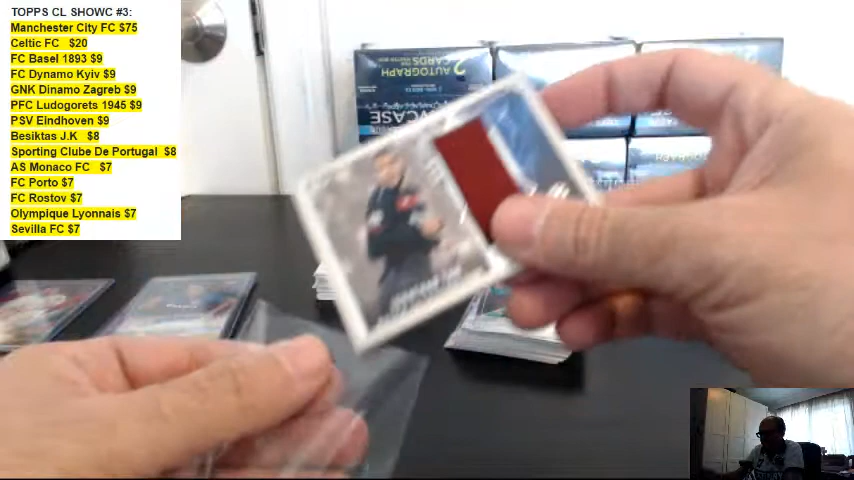 TOPPS CL SHOWC #3:
Manchester City FC $75
Celtic FC $20
FC Basel 1893 $9
FC Dynamo Kyiv $9
GNK Dinamo Zagreb $9
PFC Ludogorets 1945 $9
PSV Eindhoven $9
Besiktas J.K $8
Sporting Clube De Portugal $8
AS Monaco FC $7
FC Porto $7
FC Rostov $7
Olympique Lyonnais $7
Sevilla FC $7
2 AUTOGRAPH
CARDS